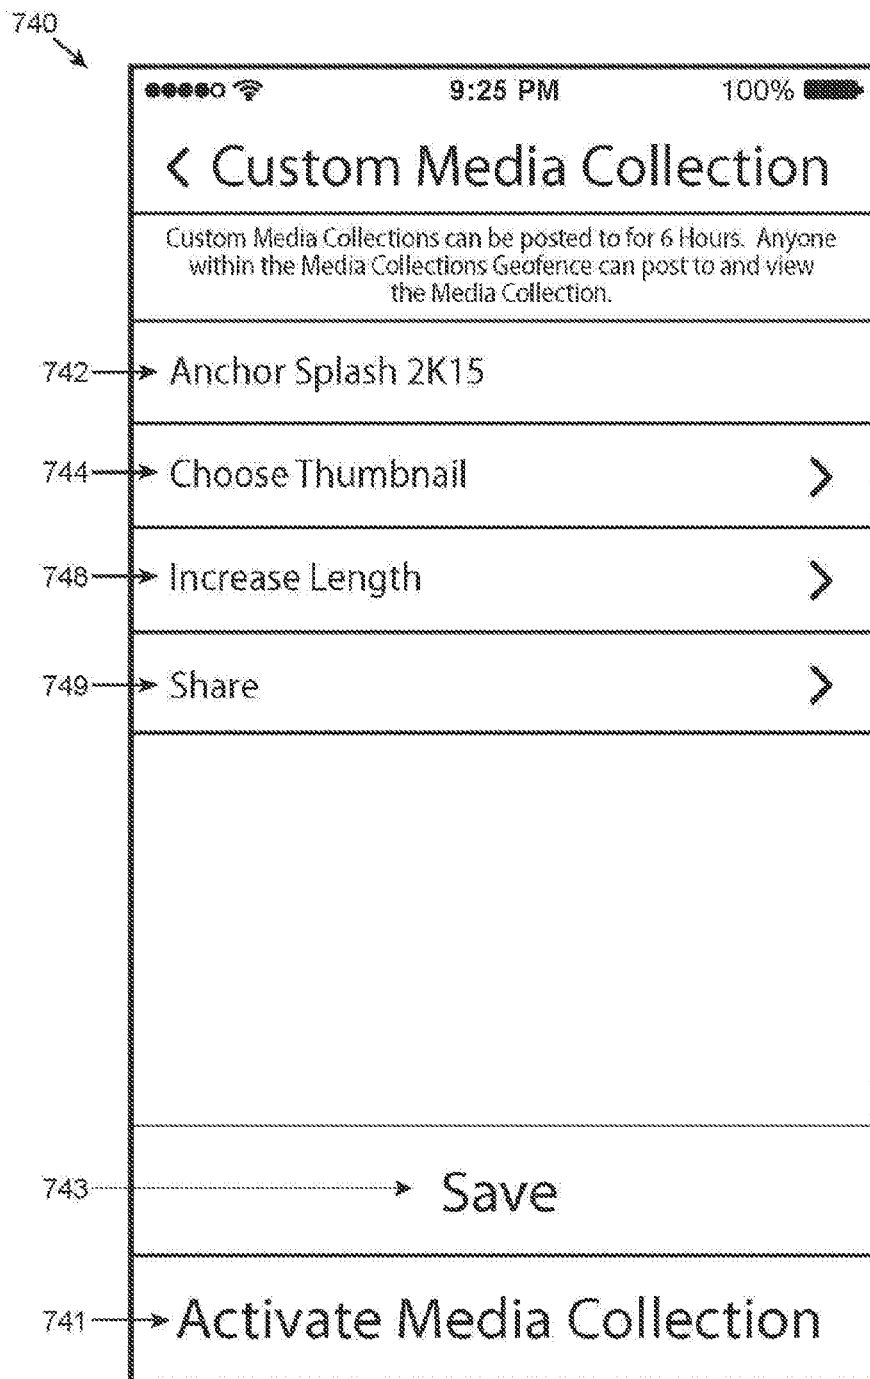 740
9:25 PM 100%
< Custom Media Collection
Custom Media Collections can be posted to for 6 Hours. Anyone
within the Media Collections Geofence can post to and view
the Media Collection.
742 Anchor Splash 2K15
744 Choose Thumbnail >
748 Increase Length >
749 Share >
743 Save
741 Activate Media Collection